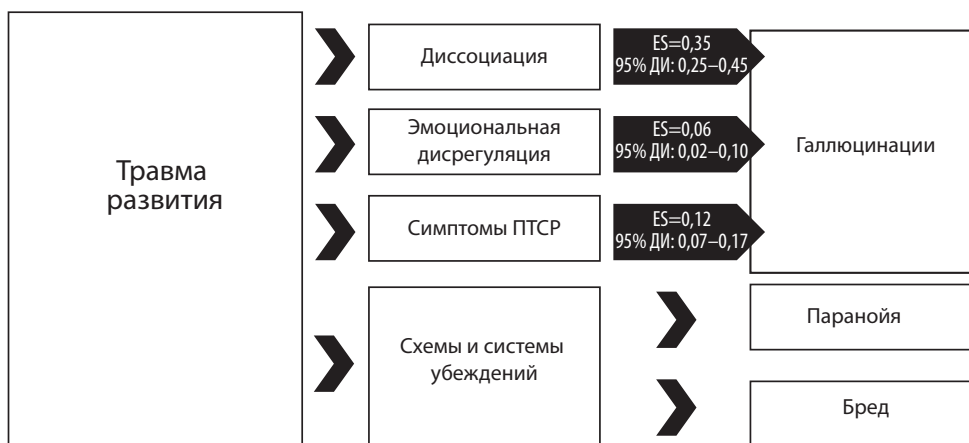 Травма
развития
Диссоциация
ES=0,35
95% ДИ: 0,25–0,45
Эмоциональная
дисрегуляция
ES=0,06
95% ДИ: 0,02–0,10
Галлюцинации
Симптомы ПТСР
ES=0,12
95% ДИ: 0,07–0,17
Схемы и системы
убеждений
Паранойя
Бред